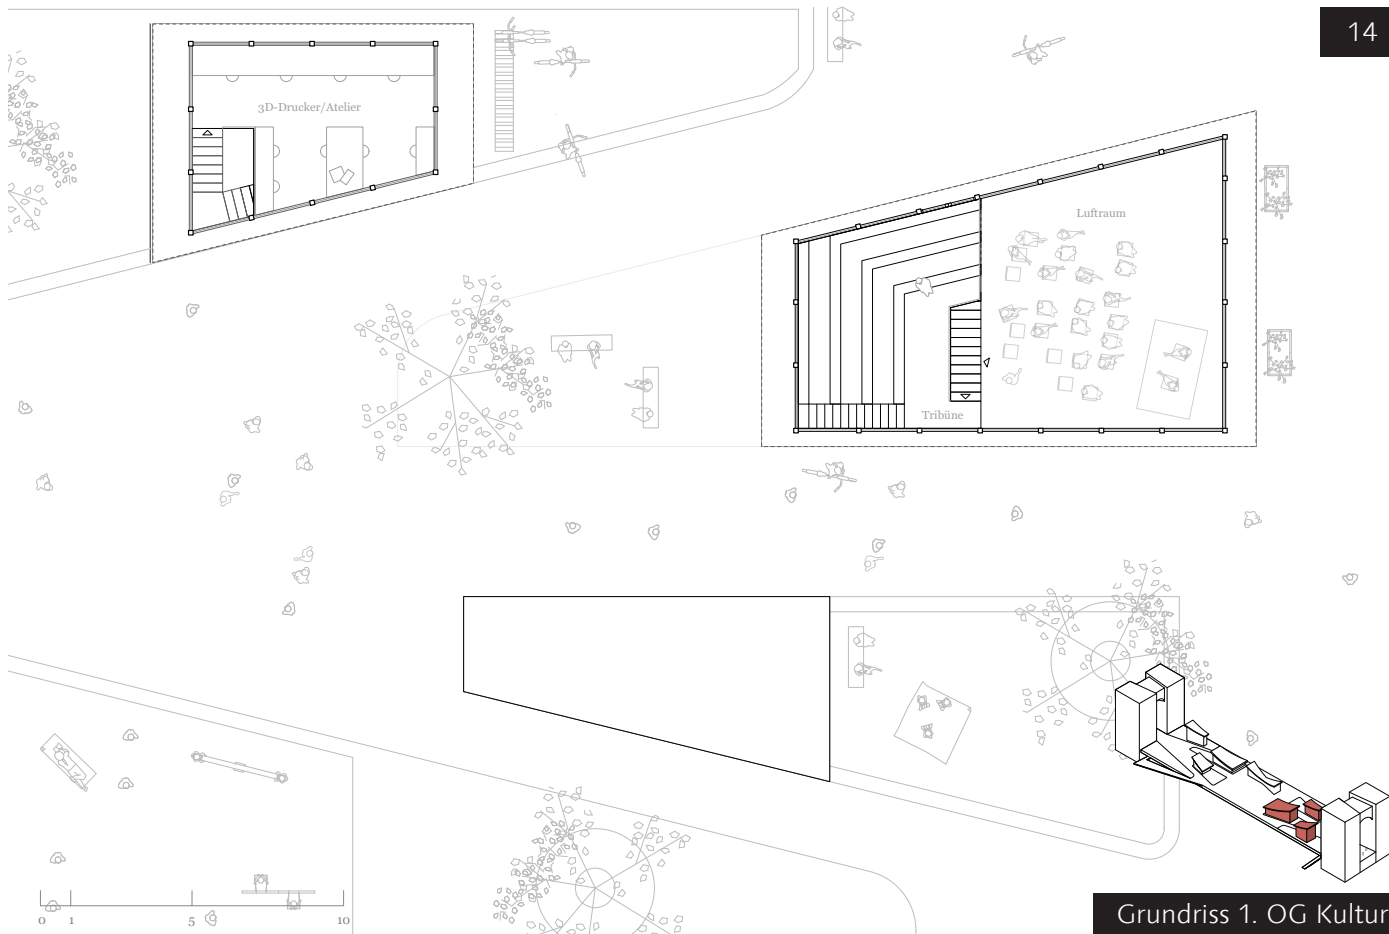 14
3D-Drucker/Atelier
Luftraum
Tribüne
0 1 5 10
Grundriss 1. OG Kultur